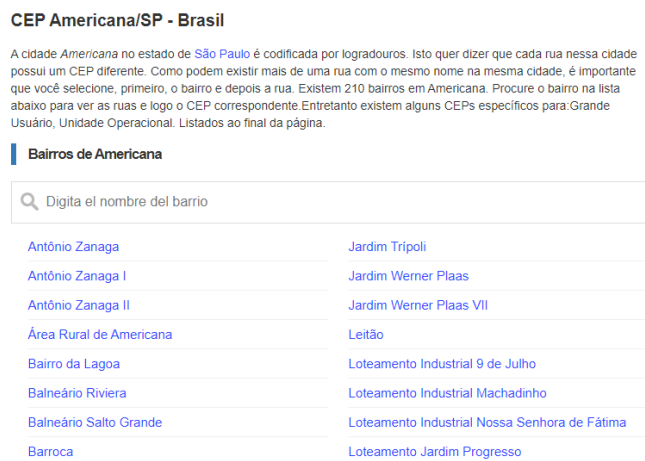 CEP Americana/SP - Brasil
A cidade Americana no estado de São Paulo é codificada por logradouros. Isto quer dizer que cada rua nessa cidade
possui um CEP diferente. Como podem existir mais de uma rua com o mesmo nome na mesma cidade, é importante
que você selecione, primeiro, o bairro e depois a rua. Existem 210 bairros em Americana. Procure o bairro na lista
abaixo para ver as ruas e logo o CEP correspondente.Entretanto existem alguns CEPs específicos para:Grande
Usuário, Unidade Operacional. Listados ao final da página.
Bairros de Americana
Digita el nombre del barrio
Antônio Zanaga
Antônio Zanaga I
Antônio Zanaga II
Área Rural de Americana
Bairro da Lagoa
Balneário Riviera
Balneário Salto Grande
Barroca
Jardim Trípoli
Jardim Werner Plaas
Jardim Werner Plaas VII
Leitão
Loteamento Industrial 9 de Julho
Loteamento Industrial Machadinho
Loteamento Industrial Nossa Senhora de Fátima
Loteamento Jardim Progresso